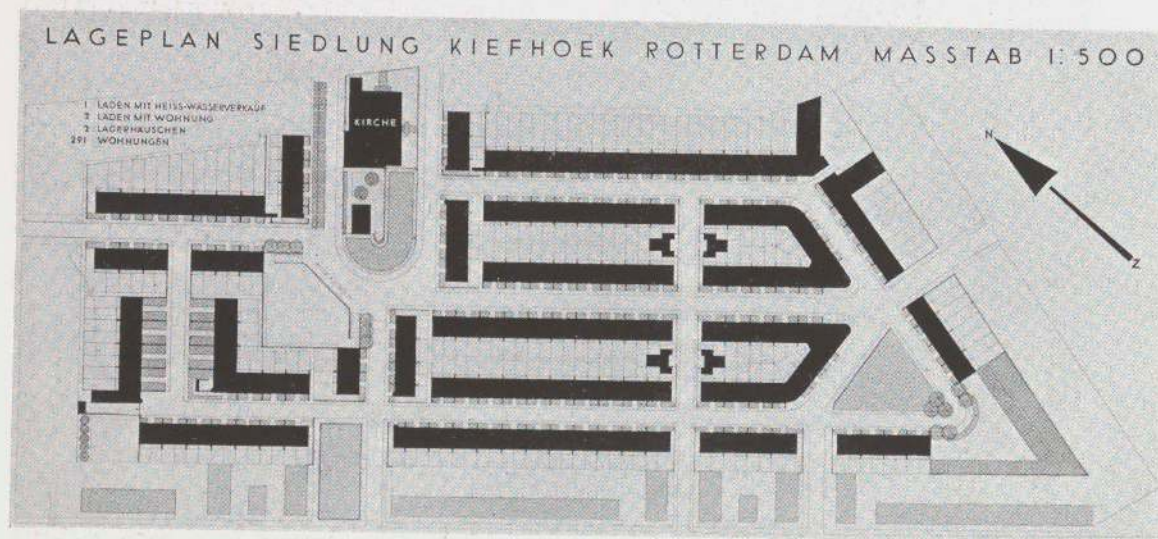 LAGEPLAN SIEDLUNG KIEFHOEK ROTTERDAM MASSTAB 1:500
1 LADEN MIT HEISS-WASSERVERKAUF
2 LADEN MIT WOHNUNG
2 LAGERHÄUSCHEN
291 WOHNUNGEN
KIRCHE
N
Z